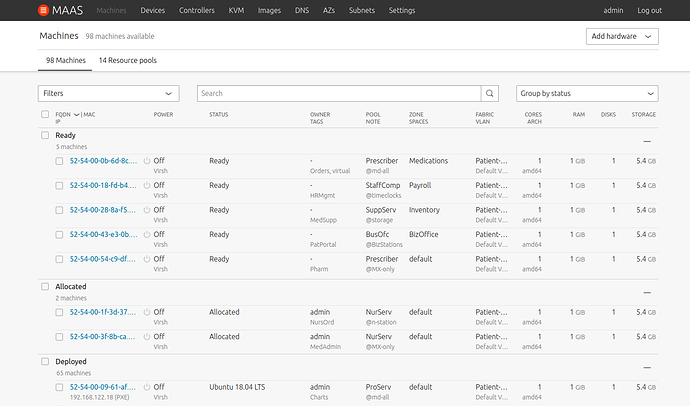 MAAS Machines Devices Controllers KVM Images DNS AZs Subnets Settings admin Log out
Machines 98 machines available Add hardware
98 Machines 14 Resource pools
Filters Search Group by status
FQDN | MAC POWER STATUS OWNER POOL ZONE FABRIC CORES RAM DISKS STORAGE
IP TAGS NOTE SPACES VLAN ARCH
Ready
5 machines
52-54-00-0b-6d-8c… Off Ready - Prescriber Medications Patient-… 1 1 GiB 1 5.4 GB
Virsh Orders, virtual @md-all Default V… amd64
52-54-00-18-fd-b4… Off Ready - StaffComp Payroll Patient-… 1 1 GiB 1 5.4 GB
Virsh HRMgmt @timeclocks Default V… amd64
52-54-00-28-8a-f5… Off Ready - SuppServ Inventory Patient-… 1 1 GiB 1 5.4 GB
Virsh MedSupp @storage Default V… amd64
52-54-00-43-e3-0b… Off Ready - BusOfc BizOffice Patient-… 1 1 GiB 1 5.4 GB
Virsh PatPortal @BizStations Default V… amd64
52-54-00-54-c9-df… Off Ready - Prescriber default Patient-… 1 1 GiB 1 5.4 GB
Virsh Pharm @MX-only Default V… amd64
Allocated
2 machines
52-54-00-1f-3d-37… Off Allocated admin NurServ default Patient-… 1 1 GiB 1 5.4 GB
Virsh NursOrd @n-station Default V… amd64
52-54-00-3f-8b-ca… Off Allocated admin NurServ default Patient-… 1 1 GiB 1 5.4 GB
Virsh MedAdmin @MX-only Default V… amd64
Deployed
65 machines
52-54-00-09-61-af… Off Ubuntu 18.04 LTS admin ProServ default Patient-… 1 1 GiB 1 5.4 GB
192.168.122.18 (PXE) Virsh Charts @md-all Default V… amd64